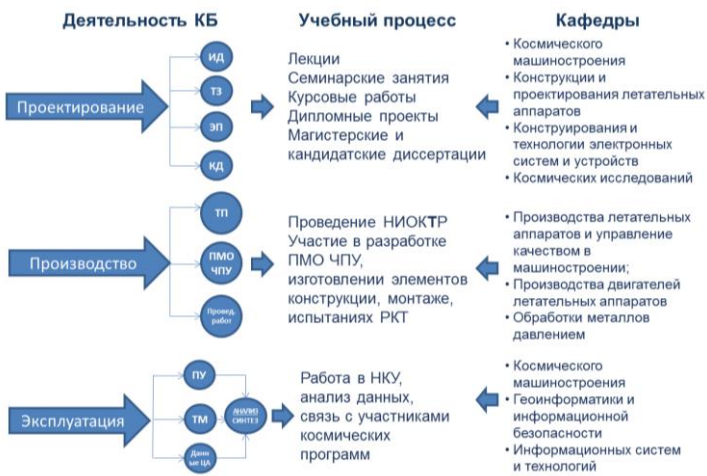 Деятельность КБ
Учебный процесс
Кафедры
Проектирование
ИД
ТЗ
ЭП
КД
Лекции
Семинарские занятия
Курсовые работы
Дипломные проекты
Магистерские и
кандидатские диссертации
• Космического
машиностроения
• Конструкции и
проектирования летательных
аппаратов
• Конструирования и
технологии электронных
систем и устройств
• Космических исследований
Производство
ТП
ПМО
ЧПУ
Провед.
работ
Проведение НИОКТР
Участие в разработке
ПМО ЧПУ,
изготовлении элементов
конструкции, монтаже,
испытаниях РКТ
• Производства летательных
аппаратов и управление
качеством в
машиностроении;
• Производства двигателей
летательных аппаратов
• Обработки металлов
давлением
Эксплуатация
ПУ
ТМ
Данн
ые ЦА
АНАЛИЗ
СИНТЕЗ
Работа в НКУ,
анализ данных,
связь с участниками
космических
программ
• Космического
машиностроения
• Геоинформатики и
информационной
безопасности
• Информационных систем
и технологий